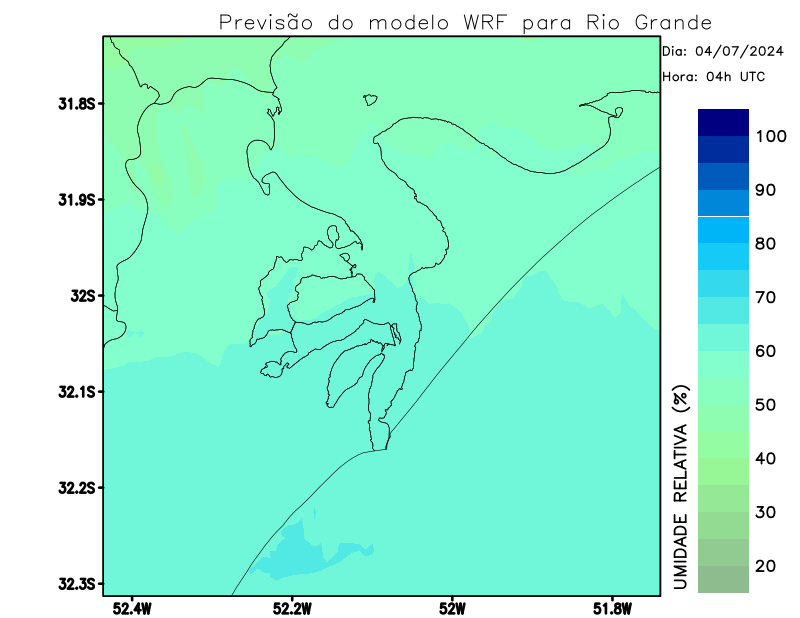 Previsão do modelo WRF para Rio Grande
Dia: 04/07/2024
Hora: 04h UTC
31.8S
31.9S
32S
32.1S
32.2S
32.3S
52.4W
52.2W
52W
51.8W
UMIDADE RELATIVA (%)
100
90
80
70
60
50
40
30
20